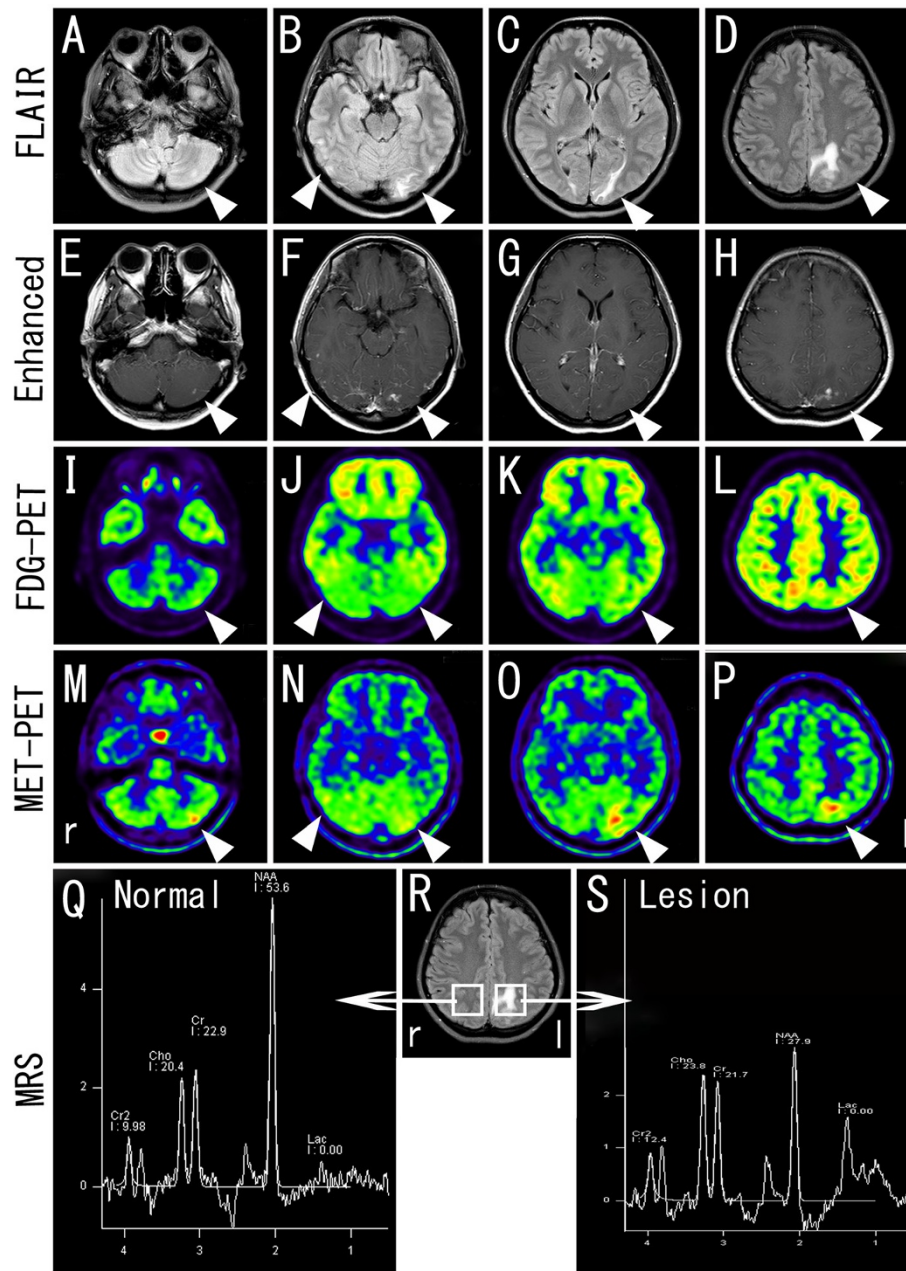 FLAIR
A
B
C
D
Enhanced
E
F
G
H
FDG-PET
I
J
K
L
MET-PET
M
r
N
O
P
l
MRS
Q Normal
NAA
I : 53.6
Cr
I : 22.9
Cho
I : 20.4
Cr2
I : 9.98
Lac
I : 0.00
4
2
0
4 3 2 1
R
r l
S Lesion
NAA
I : 27.9
Cho
I : 23.8
Cr
I : 21.7
Lac
I : 0.00
Cr2
I : 12.4
2
1
0
4 3 2 1